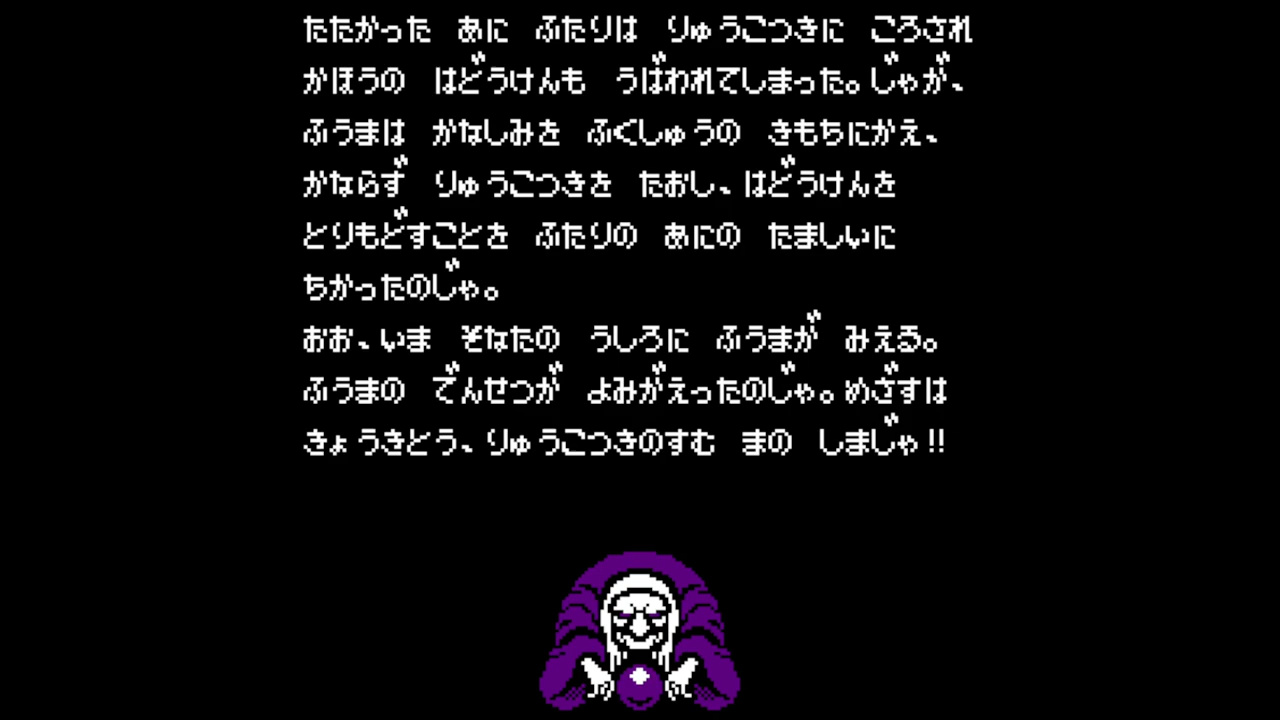 たたかった あに ふたりは りゅうこつきに ころされ
かほうの はどうけんも うばわれてしまった。じゃが、
ふうまは かなしみを ふくしゅうの きもちにかえ、
かならず りゅうこつきを たおし、はどうけんを
とりもどすことを ふたりの あにの たましいに
ちかったのじゃ。
おお、いま そなたの うしろに ふうまが みえる。
ふうまの でんせつが よみがえったのじゃ。めざすは
きょうきとう、りゅうこつきのすむ まの しまじゃ!!